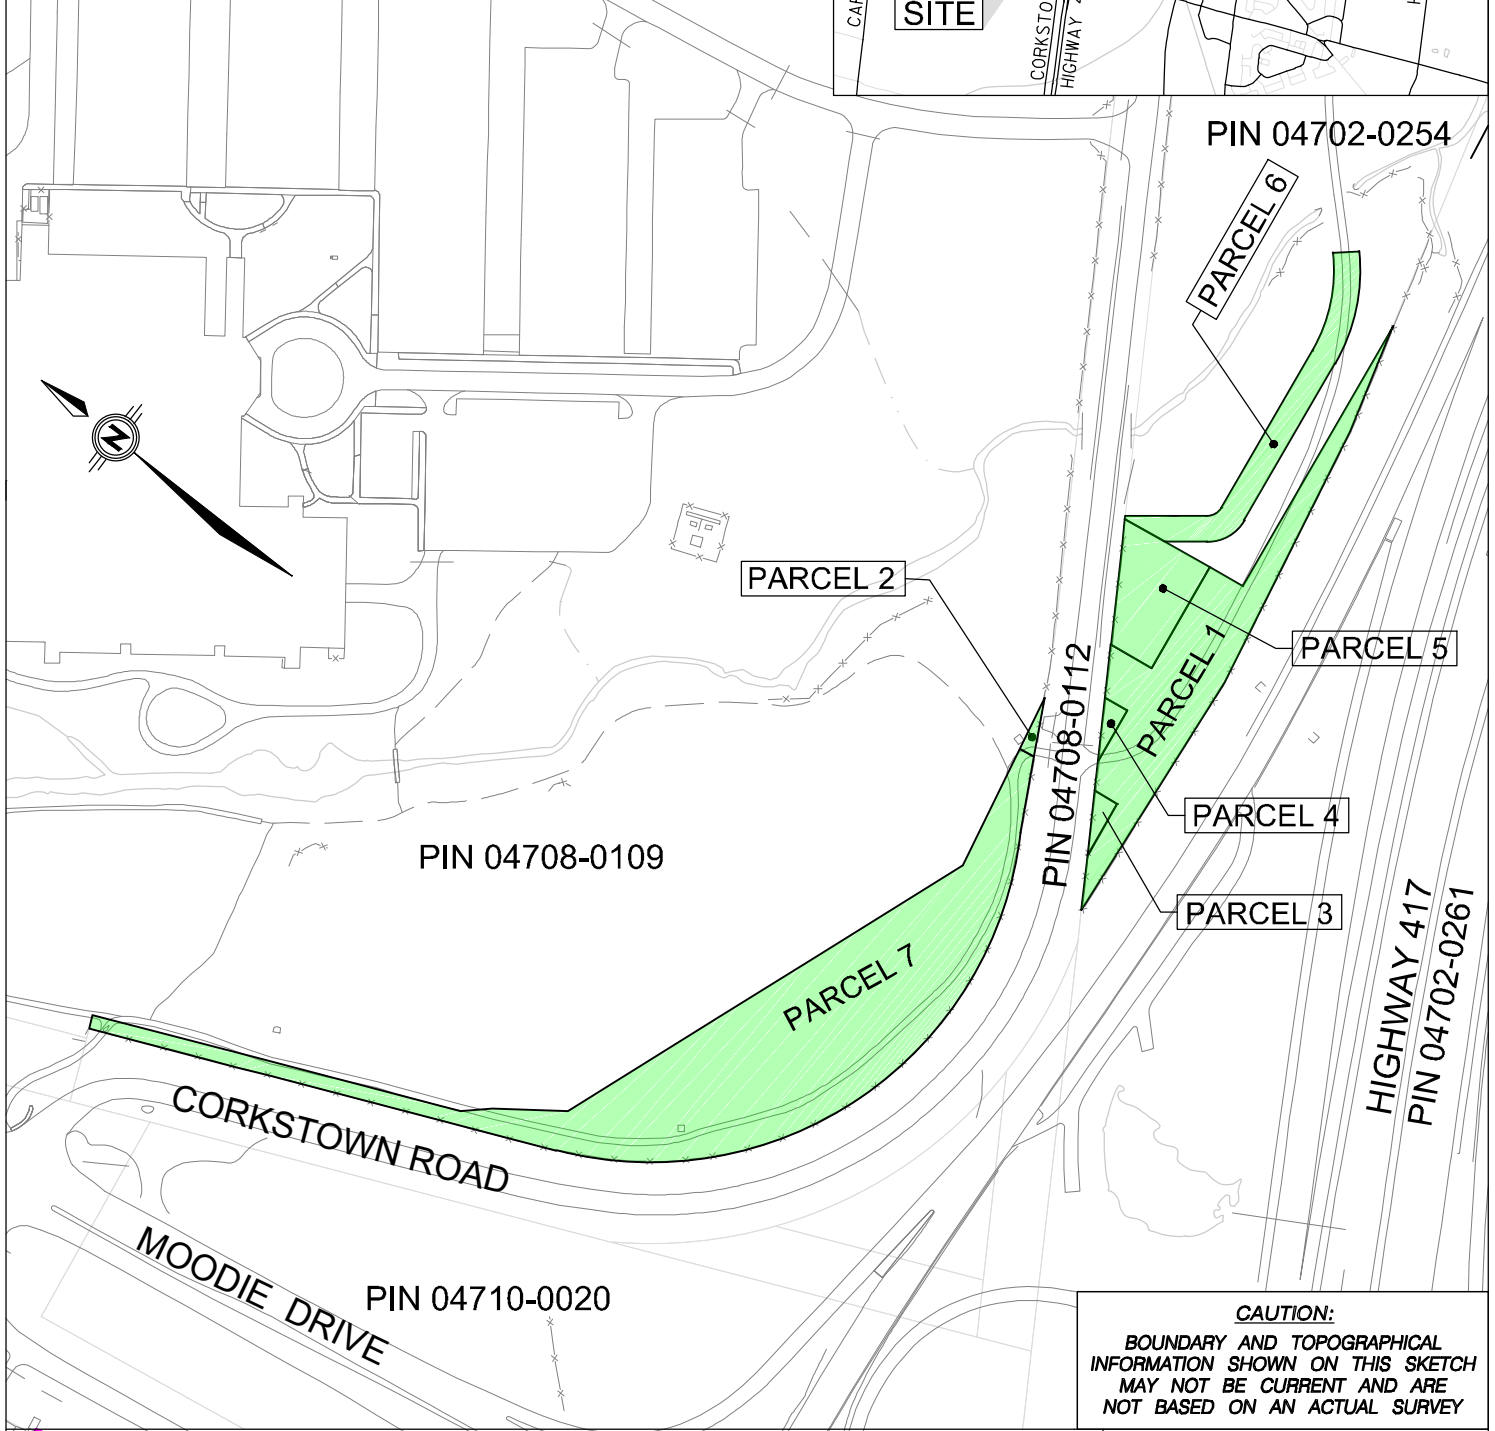 SITE
CORKSTO
HIGHWAY
PIN 04702-0254
PARCEL 6
N
PARCEL 2
PIN 04708-0112
PARCEL 5
PARCEL 1
PARCEL 4
PIN 04708-0109
PARCEL 3
PARCEL 7
HIGHWAY 417
PIN 04702-0261
CORKSTOWN ROAD
MOODIE DRIVE
PIN 04710-0020
CAUTION:
BOUNDARY AND TOPOGRAPHICAL
INFORMATION SHOWN ON THIS SKETCH
MAY NOT BE CURRENT AND ARE
NOT BASED ON AN ACTUAL SURVEY